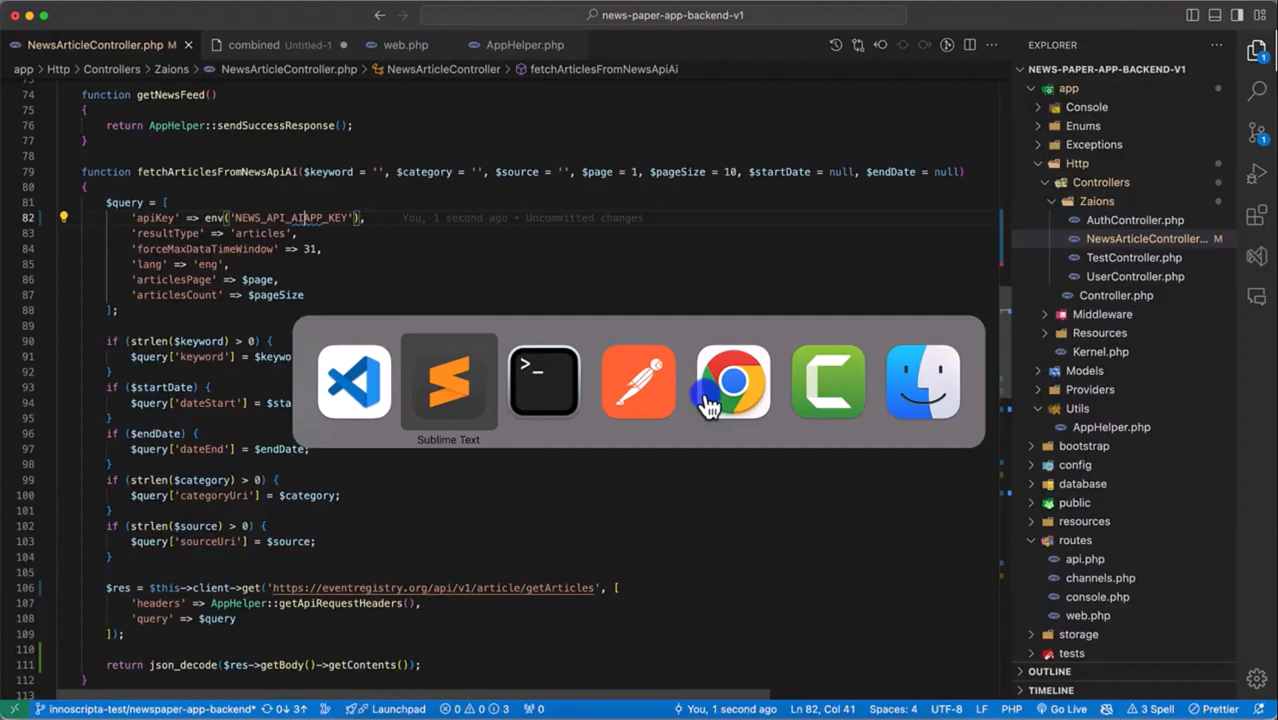 news-paper-app-backend-v1
NewsArticleController.php M
combined Untitled-1
web.php
AppHelper.php
app > Http > Controllers > Zaions > NewsArticleController.php > NewsArticleController > fetchArticlesFromNewsApiAi
74 function getNewsFeed()
75 {
76 return AppHelper::sendSuccessResponse();
77 }
78
79 function fetchArticlesFromNewsApiAi($keyword = '', $category = '', $source = '', $page = 1, $pageSize = 10, $startDate = null, $endDate = null)
80 {
81 $query = [
82 'apiKey' => env('NEWS_API_AIAPP_KEY'), You, 1 second ago • Uncommitted changes
83 'resultType' => 'articles',
84 'forceMaxDataTimeWindow' => 31,
85 'lang' => 'eng',
86 'articlesPage' => $page,
87 'articlesCount' => $pageSize
88 ];
89
90 if (strlen($keyword) > 0) {
91 $query['keyword'] = $keywo
92 }
93 if ($startDate) {
94 $query['dateStart'] = $sta
95 }
96 if ($endDate) {
97 $query['dateEnd'] = $endDate;
98 }
99 if (strlen($category) > 0) {
100 $query['categoryUri'] = $category;
101 }
102 if (strlen($source) > 0) {
103 $query['sourceUri'] = $source;
104 }
105
106 $res = $this->client->get('https://eventregistry.org/api/v1/article/getArticles', [
107 'headers' => AppHelper::getApiRequestHeaders(),
108 'query' => $query
109 ]);
110
111 return json_decode($res->getBody()->getContents());
112 }
113
Sublime Text
EXPLORER
NEWS-PAPER-APP-BACKEND-V1
app
Console
Enums
Exceptions
Http
Controllers
Zaions
AuthController.php
NewsArticleController... M
TestController.php
UserController.php
Controller.php
Middleware
Resources
Kernel.php
Models
Providers
Utils
AppHelper.php
bootstrap
config
database
public
resources
routes
api.php
channels.php
console.php
web.php
storage
tests
OUTLINE
TIMELINE
1
1
innoscripta-test/newspaper-app-backend* 0↓ 3↑ Launchpad 0 0 3 0 You, 1 second ago Ln 82, Col 41 Spaces: 4 UTF-8 LF PHP Go Live 3 Spell Prettier